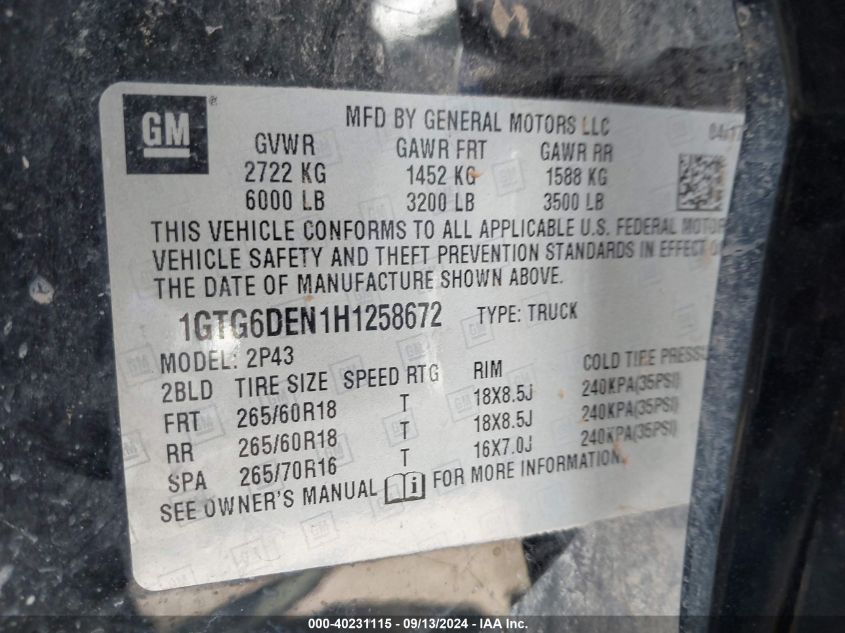 GM ®
MFD BY GENERAL MOTORS LLC
GVWR GAWR FRT GAWR RR
2722 KG 1452 KG 1588 KG
6000 LB 3200 LB 3500 LB
THIS VEHICLE CONFORMS TO ALL APPLICABLE U.S. FEDERAL MOTOR
VEHICLE SAFETY AND THEFT PREVENTION STANDARDS IN EFFECT
THE DATE OF MANUFACTURE SHOWN ABOVE.
1GTG6DEN1H1258672 TYPE: TRUCK
MODEL: 2P43
2BLD TIRE SIZE SPEED RTG RIM COLD TIRE
FRT 265/60R18 T 18X8.5J 240KPA(35PSI)
RR 265/60R18 T 18X8.5J 240KPA(35PSI)
SPA 265/70R16 T 16X7.0J 240KPA(35PSI)
SEE OWNER'S MANUAL FOR MORE INFORMATION.
000-40231115 - 09/13/2024 - IAA Inc.